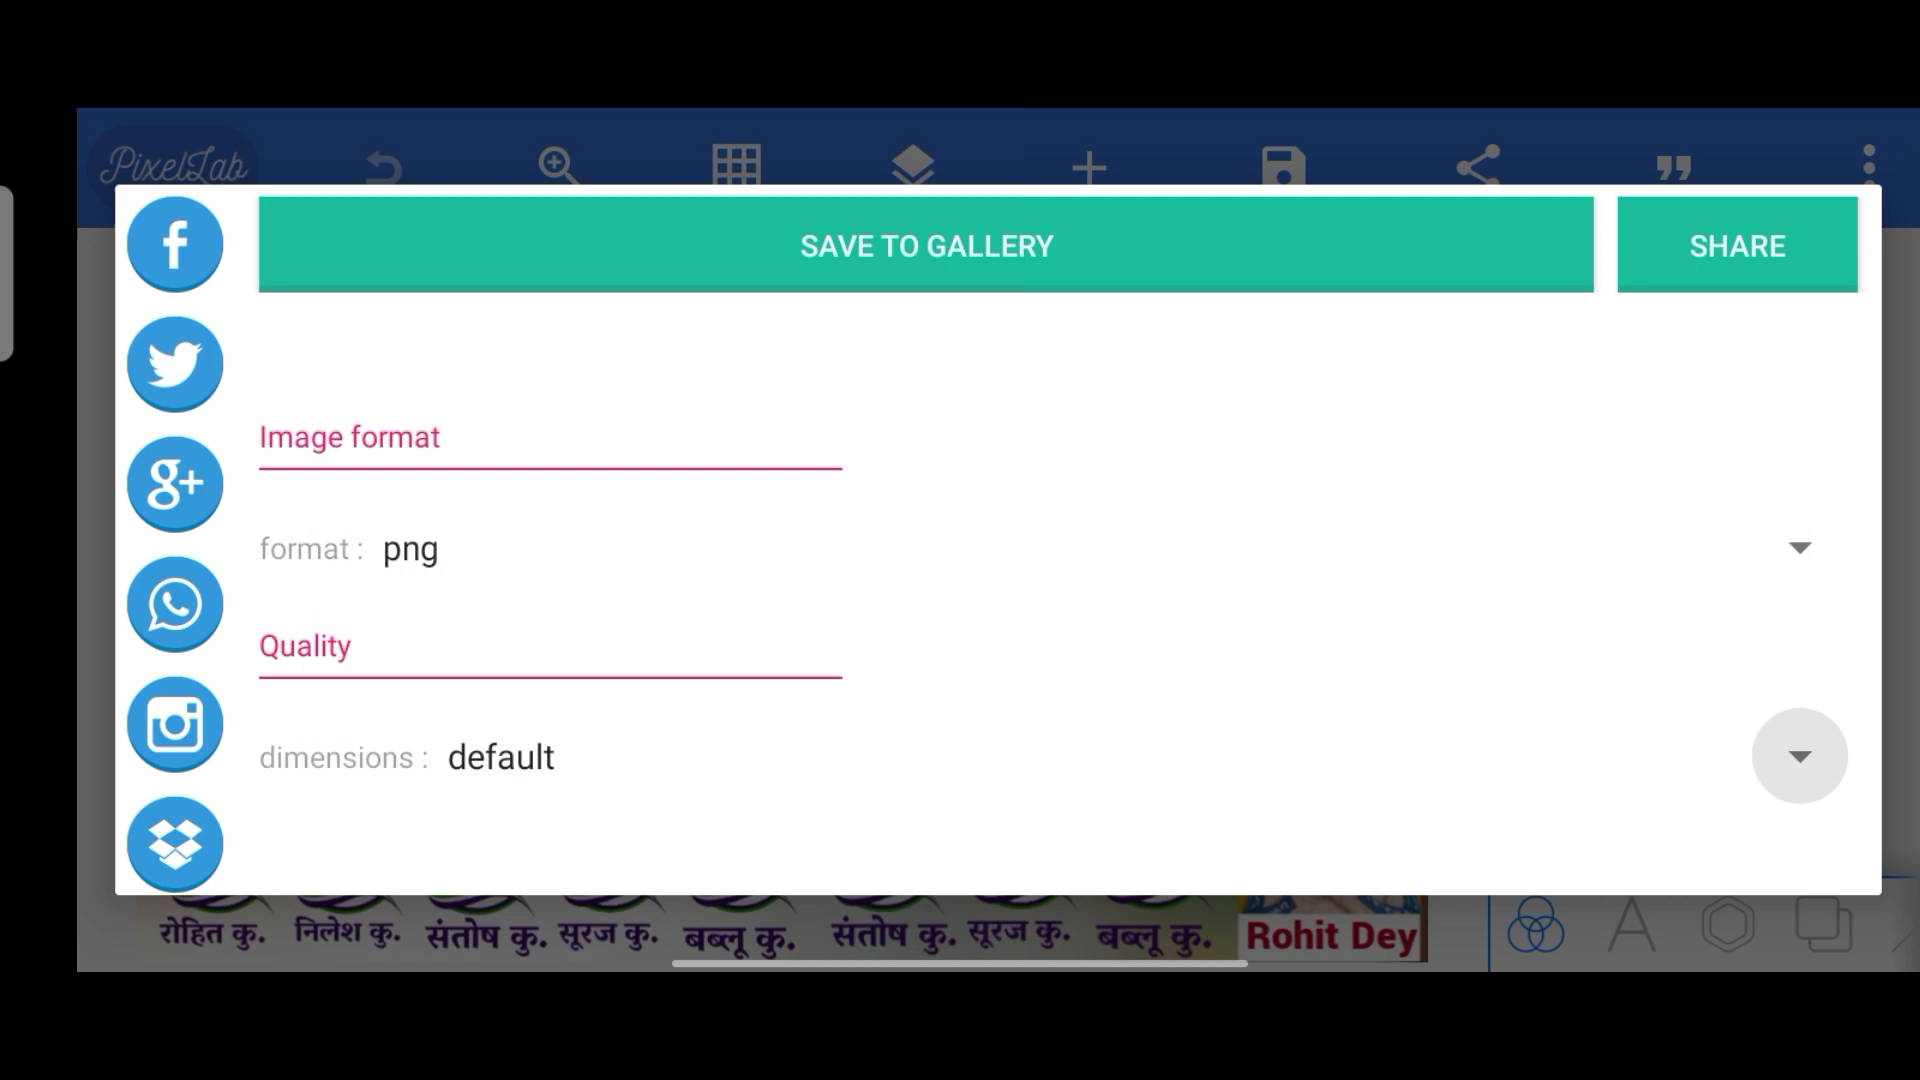 PixelLab
SAVE TO GALLERY
SHARE
Image format
format : png
Quality
dimensions : default
रोहित कु. निलेश कु. संतोष कु. सूरज कु. बब्लू कु. संतोष कु. सूरज कु. बब्लू कु. Rohit Dey